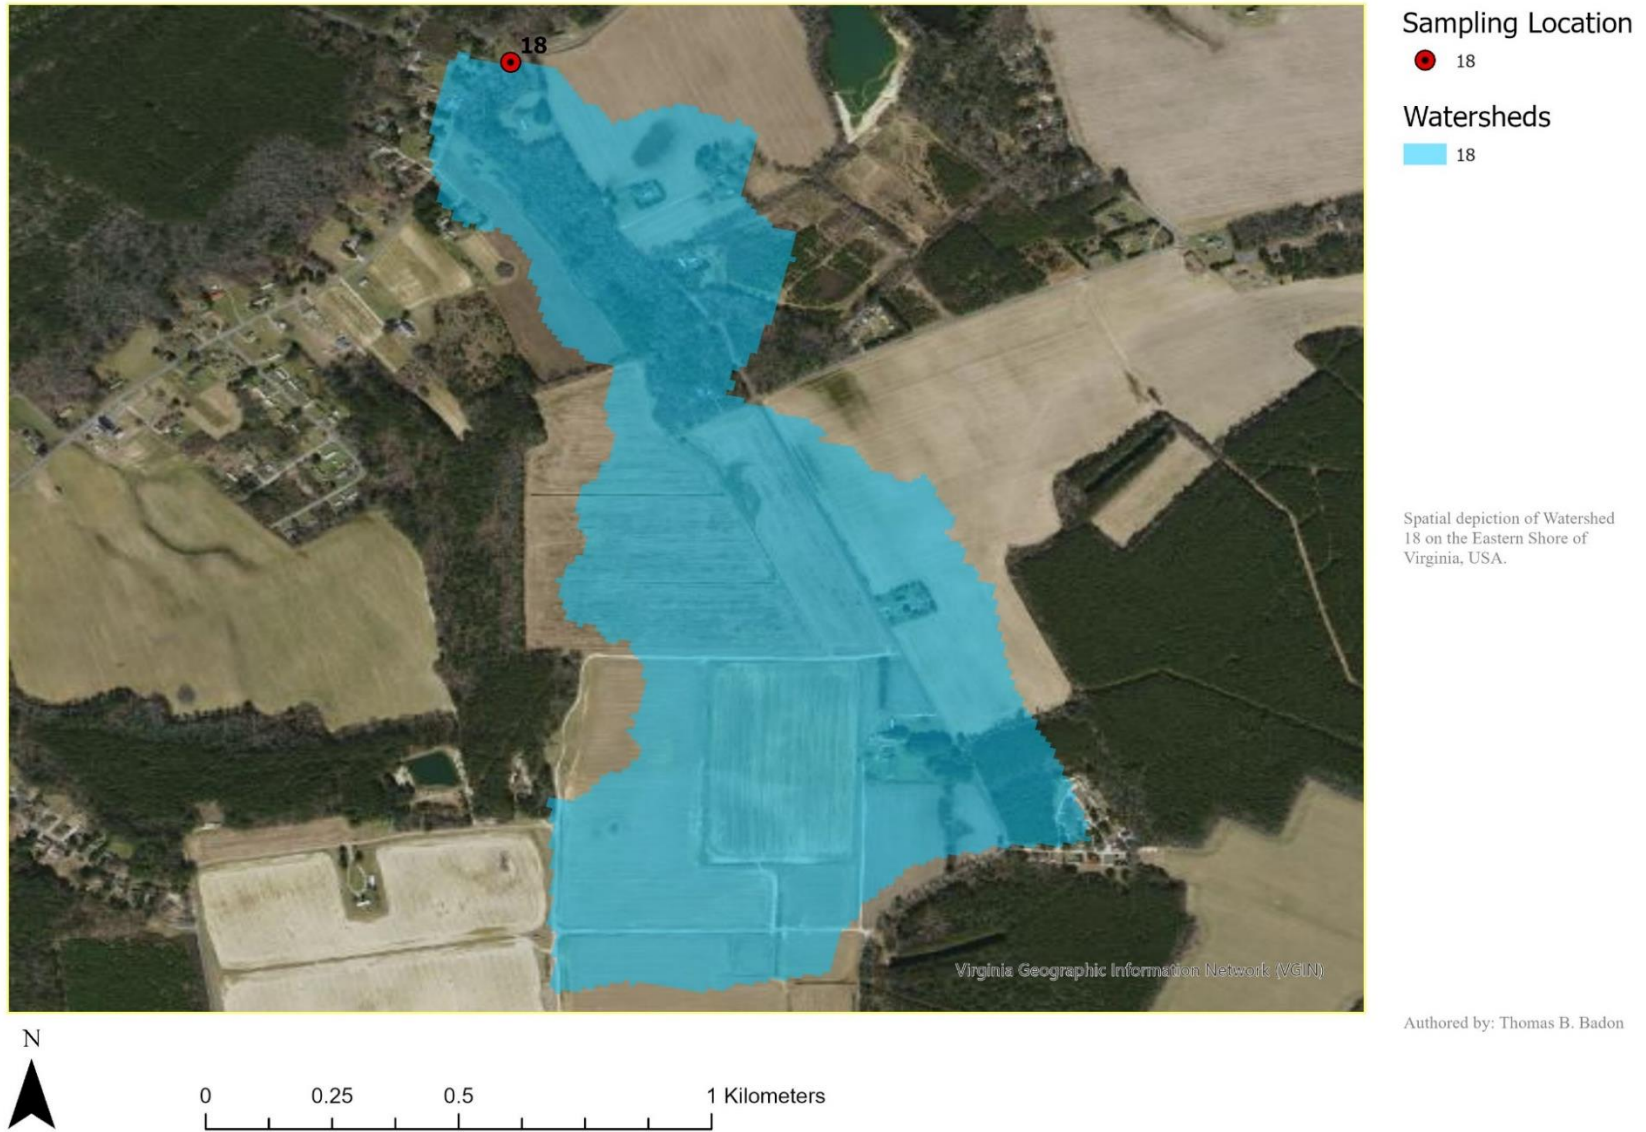 18
Sampling Location
18
Watersheds
18
Spatial depiction of Watershed
18 on the Eastern Shore of
Virginia, USA.
Virginia Geographic Information Network (VGIN)
Authored by: Thomas B. Badon
N
0 0.25 0.5 1 Kilometers